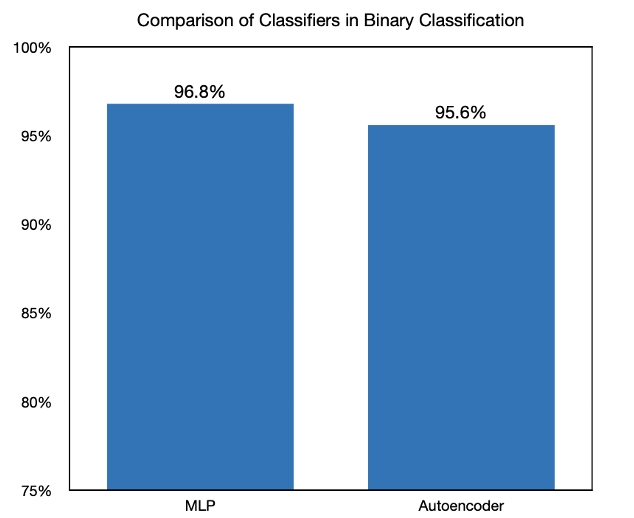 Comparison of Classifiers in Binary Classification
100%
96.8%
95.6%
95%
90%
85%
80%
75%
MLP
Autoencoder